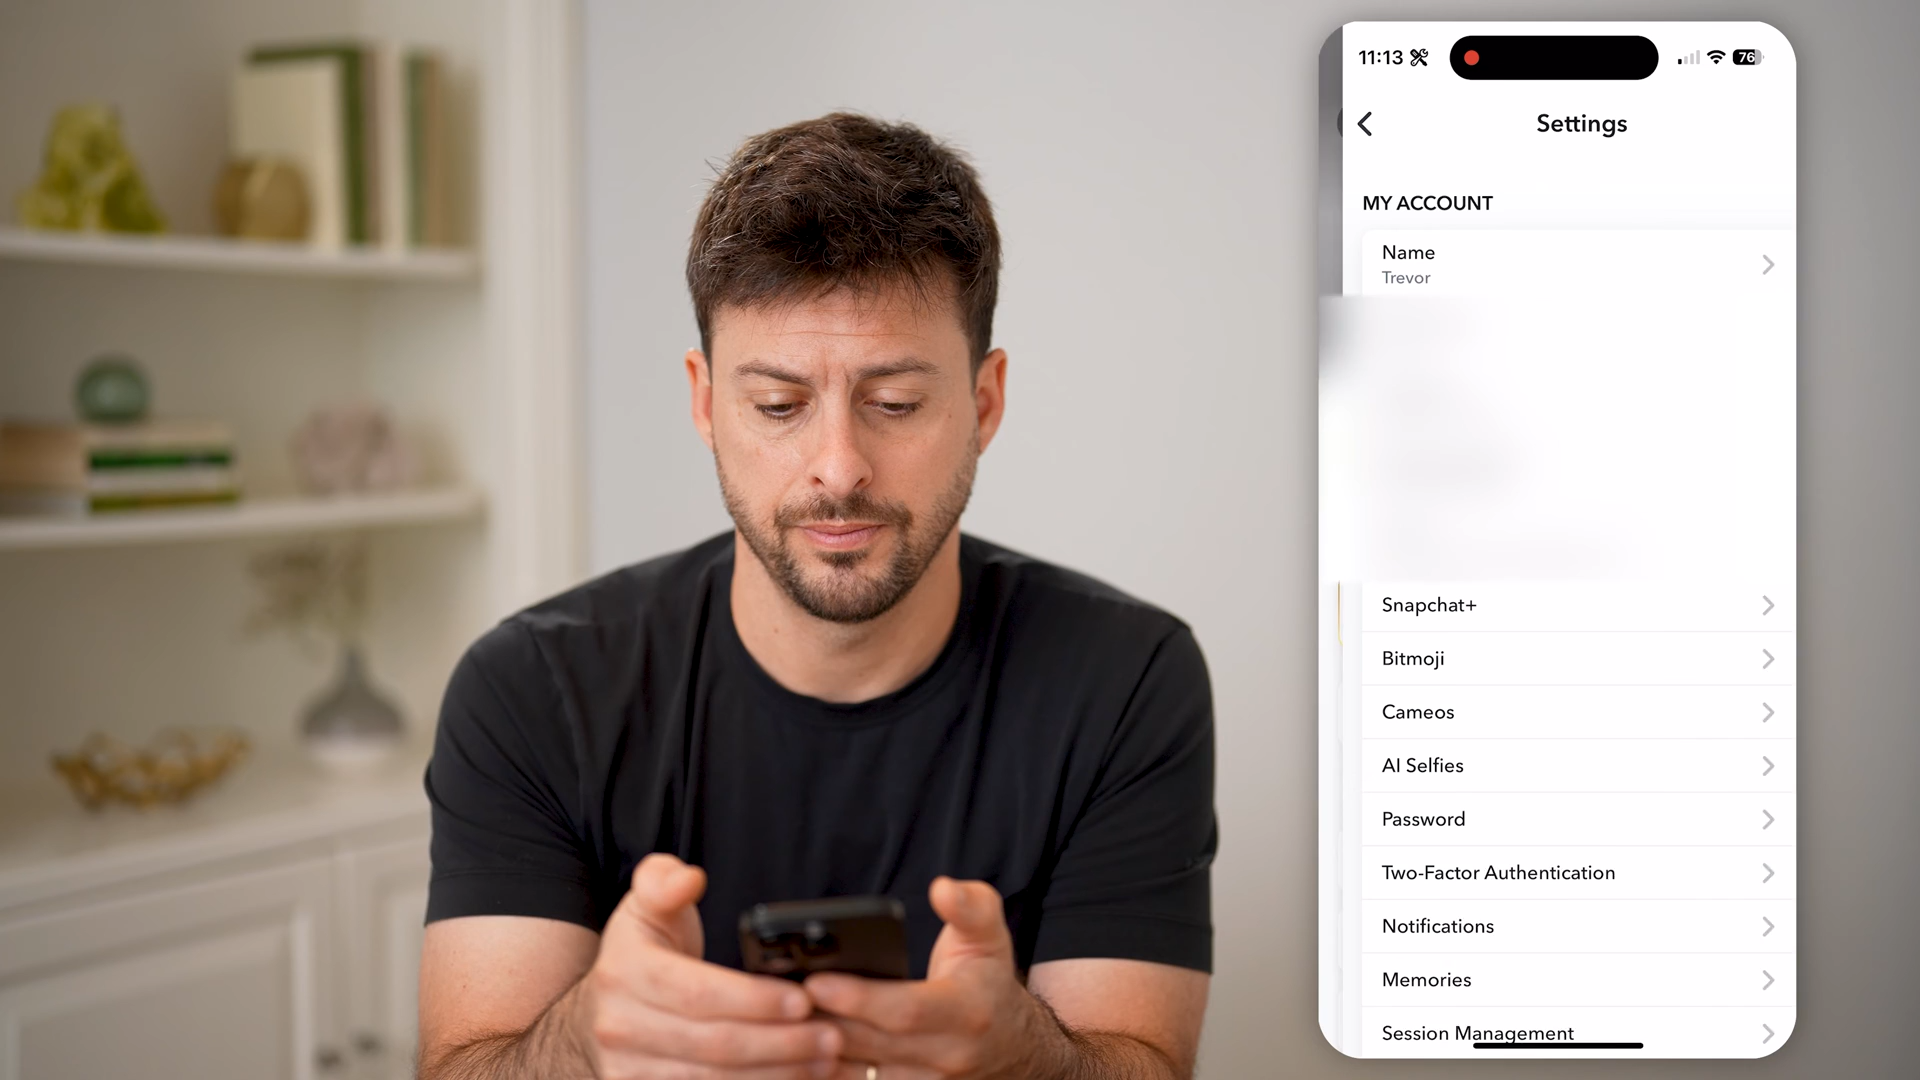 11:13
76
Settings
MY ACCOUNT
Name
Trevor
Snapchat+
Bitmoji
Cameos
AI Selfies
Password
Two-Factor Authentication
Notifications
Memories
Session Management